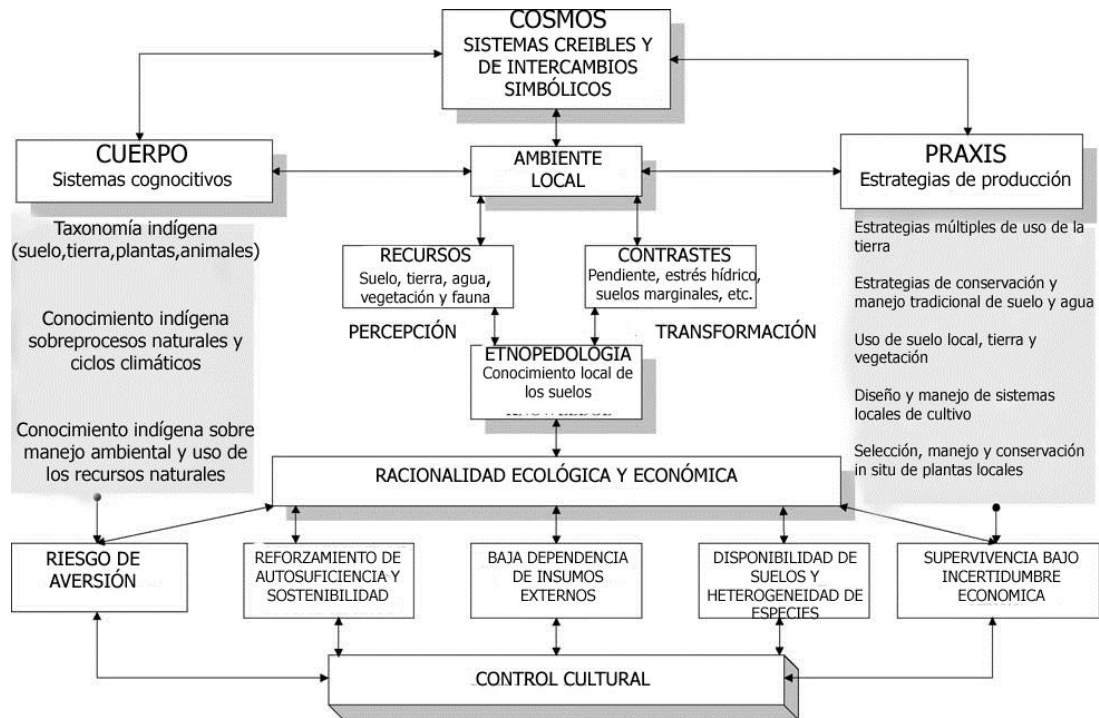 COSMOS
SISTEMAS CREIBLES Y
DE INTERCAMBIOS
SIMBÓLICOS
CUERPO
Sistemas cognocitivos
AMBIENTE
LOCAL
PRAXIS
Estrategias de producción
Taxonomía indígena
(suelo,tierra,plantas,animales)
Conocimiento indígena
sobreprocesos naturales y
ciclos climáticos
Conocimiento indígena sobre
manejo ambiental y uso de
los recursos naturales
RECURSOS
Suelo, tierra, agua,
vegetación y fauna
CONTRASTES
Pendiente, estrés hídrico,
suelos marginales, etc.
PERCEPCIÓN
TRANSFORMACIÓN
ETNOPEDOLOGIA
Conocimiento local de
los suelos
Estrategias múltiples de uso de la
tierra
Estrategias de conservación y
manejo tradicional de suelo y agua
Uso de suelo local, tierra y
vegetación
Diseño y manejo de sistemas
locales de cultivo
Selección, manejo y conservación
in situ de plantas locales
RACIONALIDAD ECOLÓGICA Y ECONÓMICA
RIESGO DE
AVERSIÓN
REFORZAMIENTO DE
AUTOSUFICIENCIA Y
SOSTENIBILIDAD
BAJA DEPENDENCIA
DE INSUMOS
EXTERNOS
DISPONIBILIDAD DE
SUELOS Y
HETEROGENEIDAD DE
ESPECIES
SUPERVIVENCIA BAJO
INCERTIDUMBRE
ECONOMICA
CONTROL CULTURAL